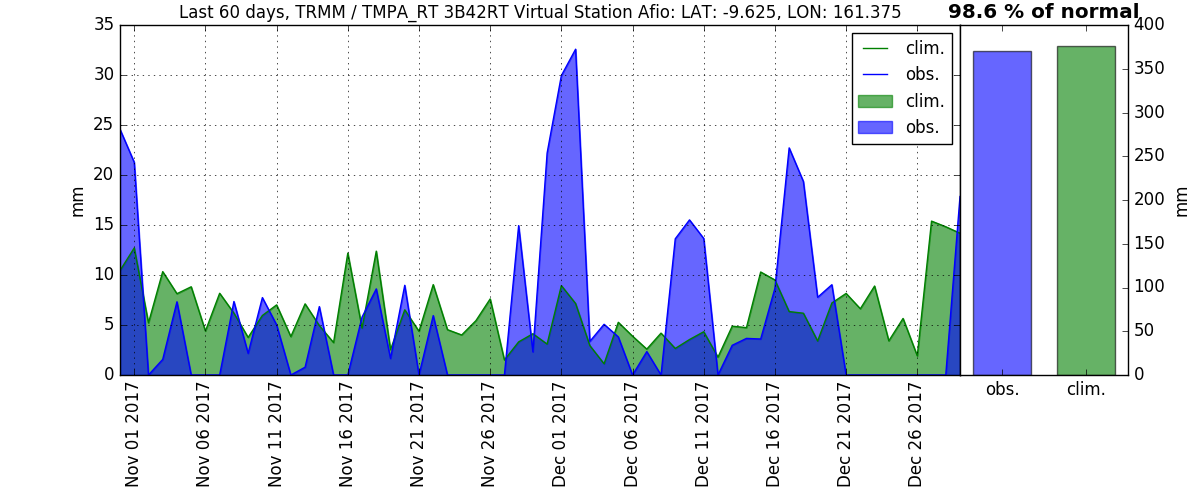 Last 60 days, TRMM / TMPA_RT 3B42RT Virtual Station Afio: LAT: -9.625, LON: 161.375
98.6 % of normal
35
30
25
20
15
10
5
0
mm
clim.
obs.
clim.
obs.
400
350
300
250
200
150
100
50
0
mm
Nov 01 2017
Nov 06 2017
Nov 11 2017
Nov 16 2017
Nov 21 2017
Nov 26 2017
Dec 01 2017
Dec 06 2017
Dec 11 2017
Dec 16 2017
Dec 21 2017
Dec 26 2017
obs.
clim.